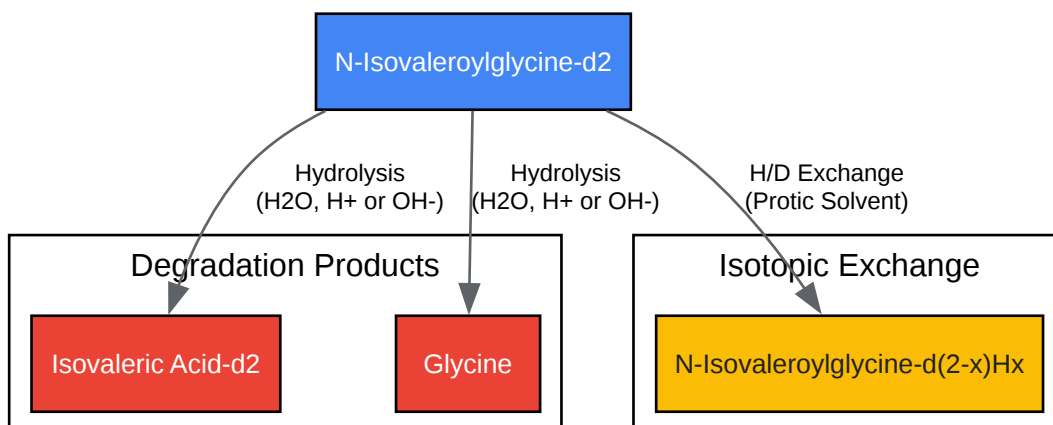 N-Isovaleroylglycine-d2
Hydrolysis
(H2O, H+ or OH-)
Hydrolysis
(H2O, H+ or OH-)
H/D Exchange
(Protic Solvent)
Degradation Products
Isotopic Exchange
Isovaleric Acid-d2
Glycine
N-Isovaleroylglycine-d(2-x)Hx